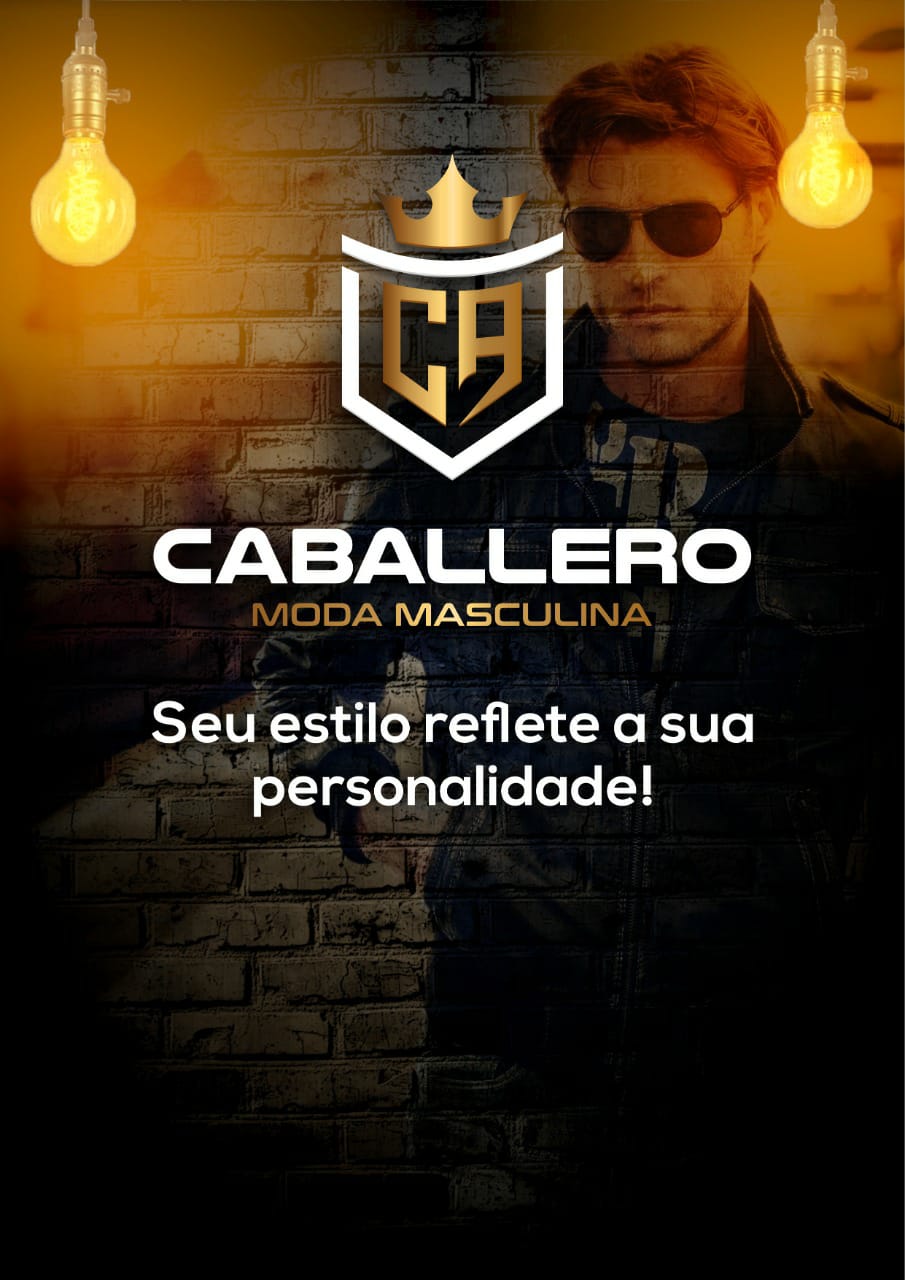 CA
CABALLERO
MODA MASCULINA
Seu estilo reflete a sua
personalidade!